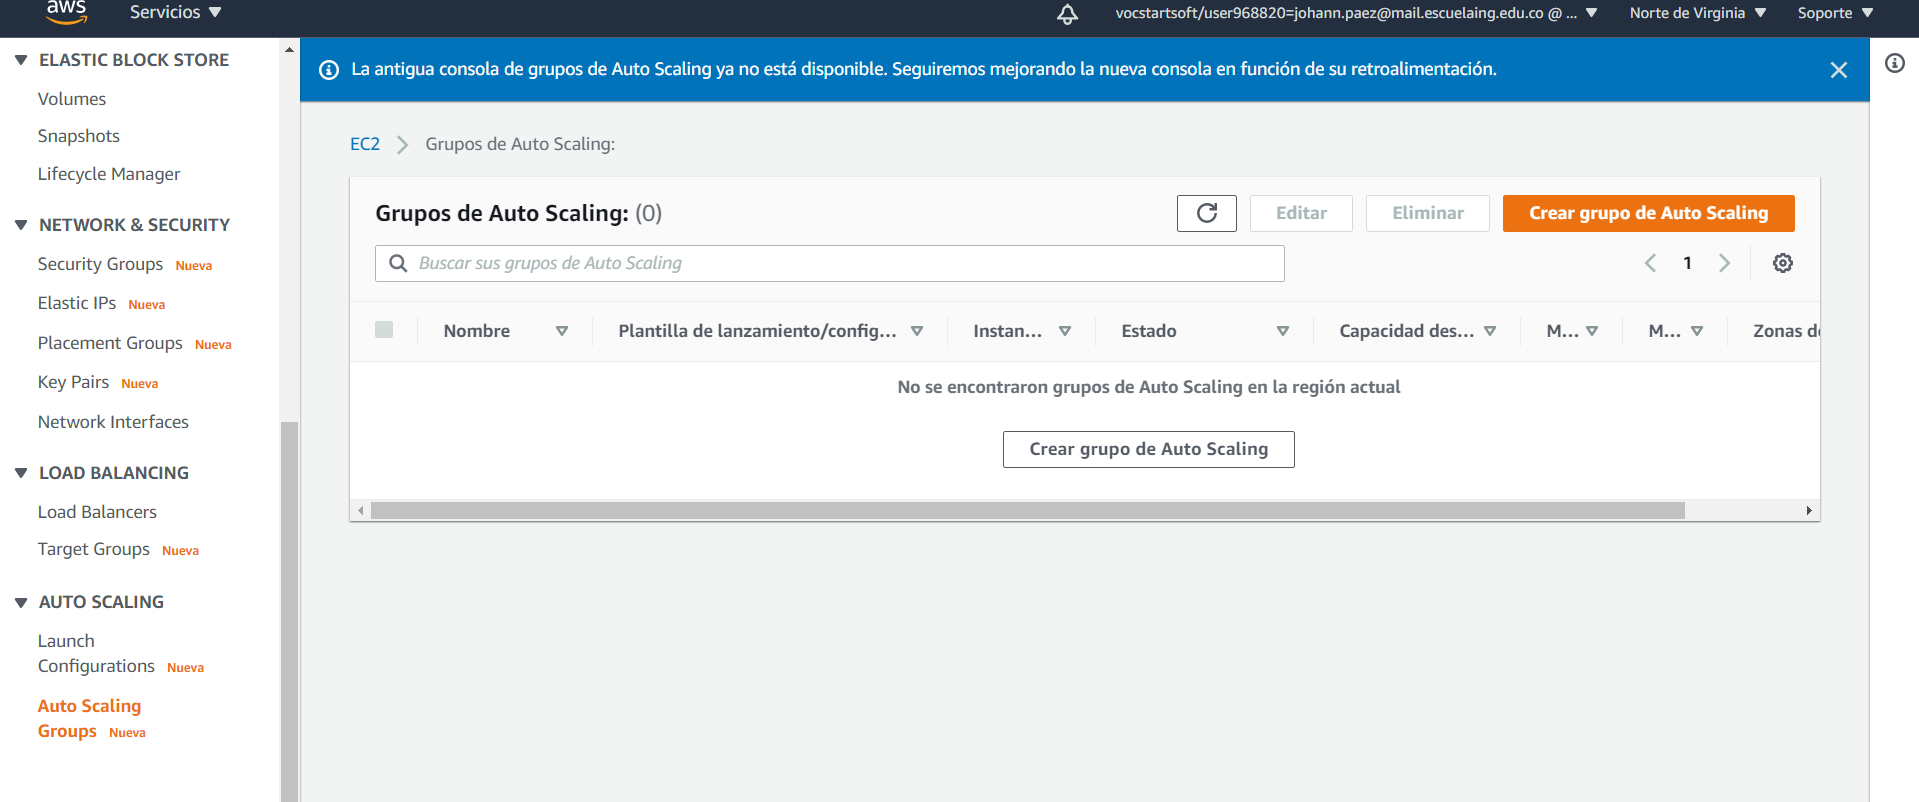 aws
Servicios
vocstartsoft/user968820=johann.paez@mail.escuelaing.edu.co @ ...
Norte de Virginia
Soporte
ELASTIC BLOCK STORE
Volumes
Snapshots
Lifecycle Manager
NETWORK & SECURITY
Security Groups Nueva
Elastic IPs Nueva
Placement Groups Nueva
Key Pairs Nueva
Network Interfaces
LOAD BALANCING
Load Balancers
Target Groups Nueva
AUTO SCALING
Launch
Configurations Nueva
Auto Scaling
Groups Nueva
La antigua consola de grupos de Auto Scaling ya no está disponible. Seguiremos mejorando la nueva consola en función de su retroalimentación.
EC2
Grupos de Auto Scaling:
Grupos de Auto Scaling: (0)
Editar
Eliminar
Crear grupo de Auto Scaling
Buscar sus grupos de Auto Scaling
1
Nombre
Plantilla de lanzamiento/config...
Instan...
Estado
Capacidad des...
M...
M...
Zonas de
No se encontraron grupos de Auto Scaling en la región actual
Crear grupo de Auto Scaling